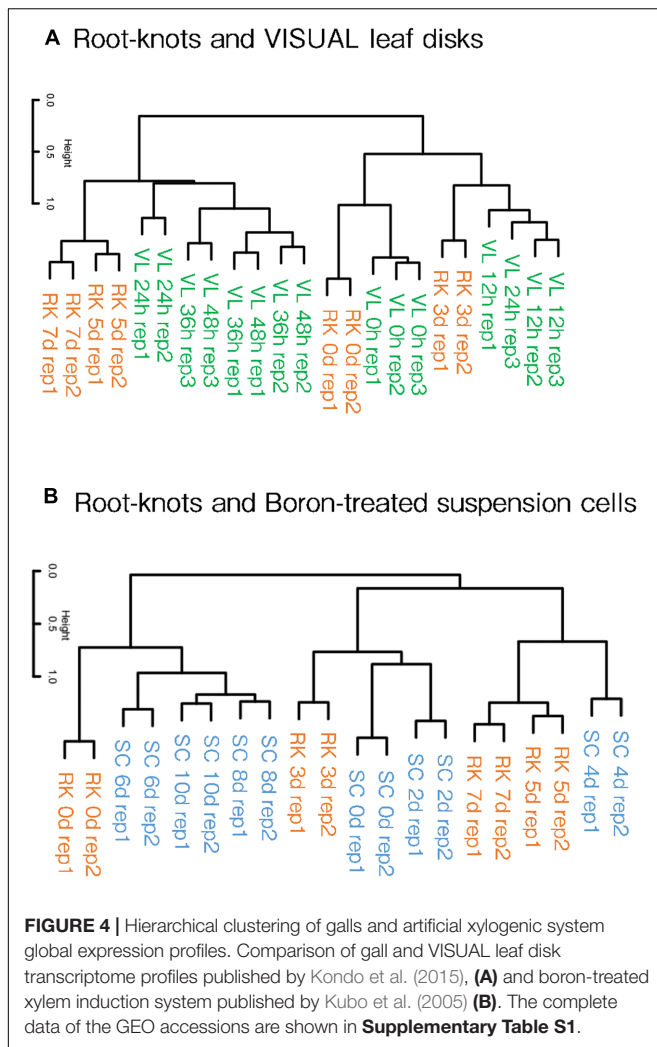 A Root-knots and VISUAL leaf disks
0.0
0.5
1.0
Height
RK 7d rep1
RK 7d rep2
RK 5d rep1
RK 5d rep2
VL 24h rep1
VL 24h rep2
VL 36h rep3
VL 48h rep3
VL 36h rep1
VL 48h rep1
VL 36h rep2
VL 48h rep2
RK 0d rep1
RK 0d rep2
VL 0h rep1
VL 0h rep2
VL 0h rep3
RK 3d rep1
RK 3d rep2
VL 12h rep1
VL 24h rep3
VL 12h rep2
VL 12h rep3
B Root-knots and Boron-treated suspension cells
0.0
0.5
1.0
Height
RK 0d rep1
RK 0d rep2
SC 6d rep1
SC 6d rep2
SC 10d rep1
SC 10d rep2
SC 8d rep1
SC 8d rep2
RK 3d rep1
RK 3d rep2
SC 0d rep1
SC 0d rep2
SC 2d rep1
SC 2d rep2
RK 7d rep1
RK 7d rep2
RK 5d rep1
RK 5d rep2
SC 4d rep1
SC 4d rep2
FIGURE 4 | Hierarchical clustering of galls and artificial xylogenic system
global expression profiles. Comparison of gall and VISUAL leaf disk
transcriptome profiles published by Kondo et al. (2015), (A) and boron-treated
xylem induction system published by Kubo et al. (2005) (B). The complete
data of the GEO accessions are shown in Supplementary Table S1.